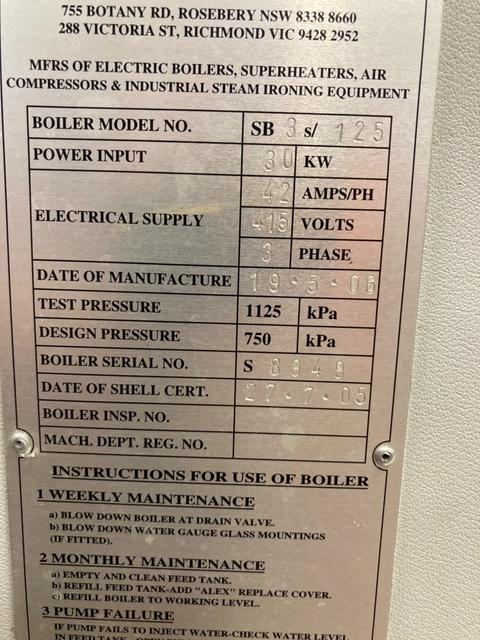 755 BOTANY RD, ROSEBERY NSW 8338 8660
288 VICTORIA ST, RICHMOND VIC 9428 2952
MFRS OF ELECTRIC BOILERS, SUPERHEATERS, AIR
COMPRESSORS & INDUSTRIAL STEAM IRONING EQUIPMENT
BOILER MODEL NO. SB 3 s/ 125
POWER INPUT 30 KW
ELECTRICAL SUPPLY 42 AMPS/PH
415 VOLTS
3 PHASE
DATE OF MANUFACTURE 19·5·06
TEST PRESSURE 1125 kPa
DESIGN PRESSURE 750 kPa
BOILER SERIAL NO. S 8949
DATE OF SHELL CERT. 27·7·05
BOILER INSP. NO.
MACH. DEPT. REG. NO.
INSTRUCTIONS FOR USE OF BOILER
1 WEEKLY MAINTENANCE
a) BLOW DOWN BOILER AT DRAIN VALVE.
b) BLOW DOWN WATER GAUGE GLASS MOUNTINGS
(IF FITTED).
2 MONTHLY MAINTENANCE
a) EMPTY AND CLEAN FEED TANK.
b) REFILL FEED TANK-ADD "ALEX" REPLACE COVER.
c) REFILL BOILER TO WORKING LEVEL.
3 PUMP FAILURE
IF PUMP FAILS TO INJECT WATER-CHECK WATER LEVEL
IN FEED TANK